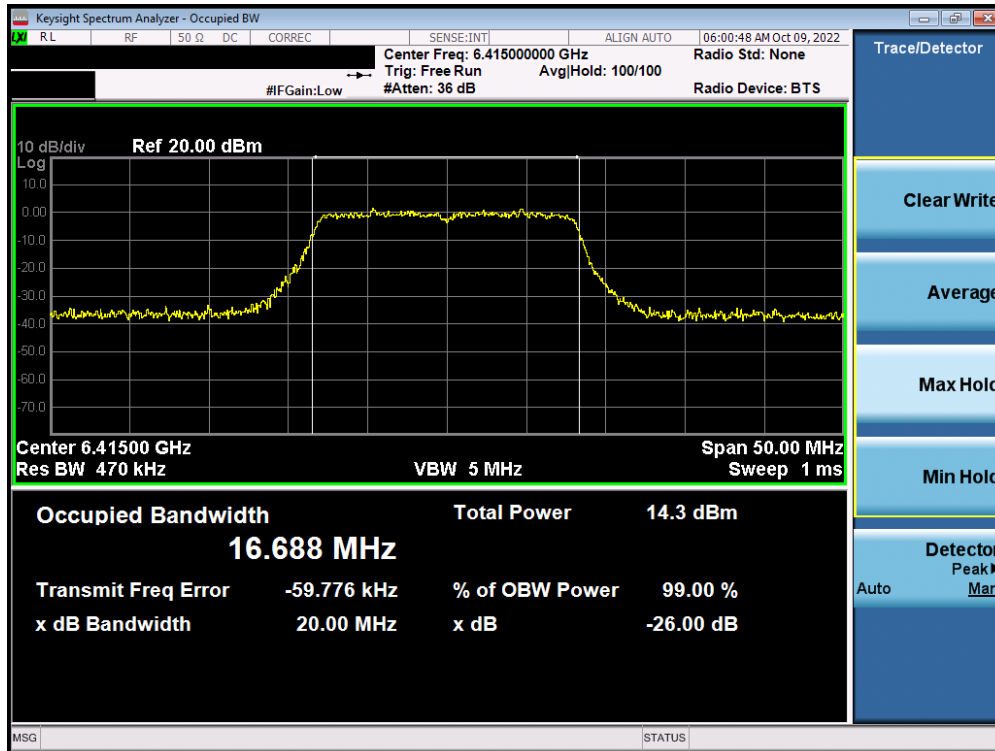 Keysight Spectrum Analyzer - Occupied BW
LXI RL RF 50 Ω DC CORREC SENSE:INT ALIGN AUTO 06:00:48 AM Oct 09, 2022
Center Freq: 6.415000000 GHz Radio Std: None
Trig: Free Run Avg|Hold: 100/100
#IFGain:Low #Atten: 36 dB Radio Device: BTS
10 dB/div Ref 20.00 dBm
Log
10.0
0.00
-10.0
-20.0
-30.0
-40.0
-50.0
-60.0
-70.0
Center 6.41500 GHz Span 50.00 MHz
Res BW 470 kHz VBW 5 MHz Sweep 1 ms
Occupied Bandwidth Total Power 14.3 dBm
16.688 MHz
Transmit Freq Error -59.776 kHz % of OBW Power 99.00 %
x dB Bandwidth 20.00 MHz x dB -26.00 dB
MSG STATUS
Trace/Detector
Clear Write
Average
Max Hold
Min Hold
Detector
Peak
Auto Man